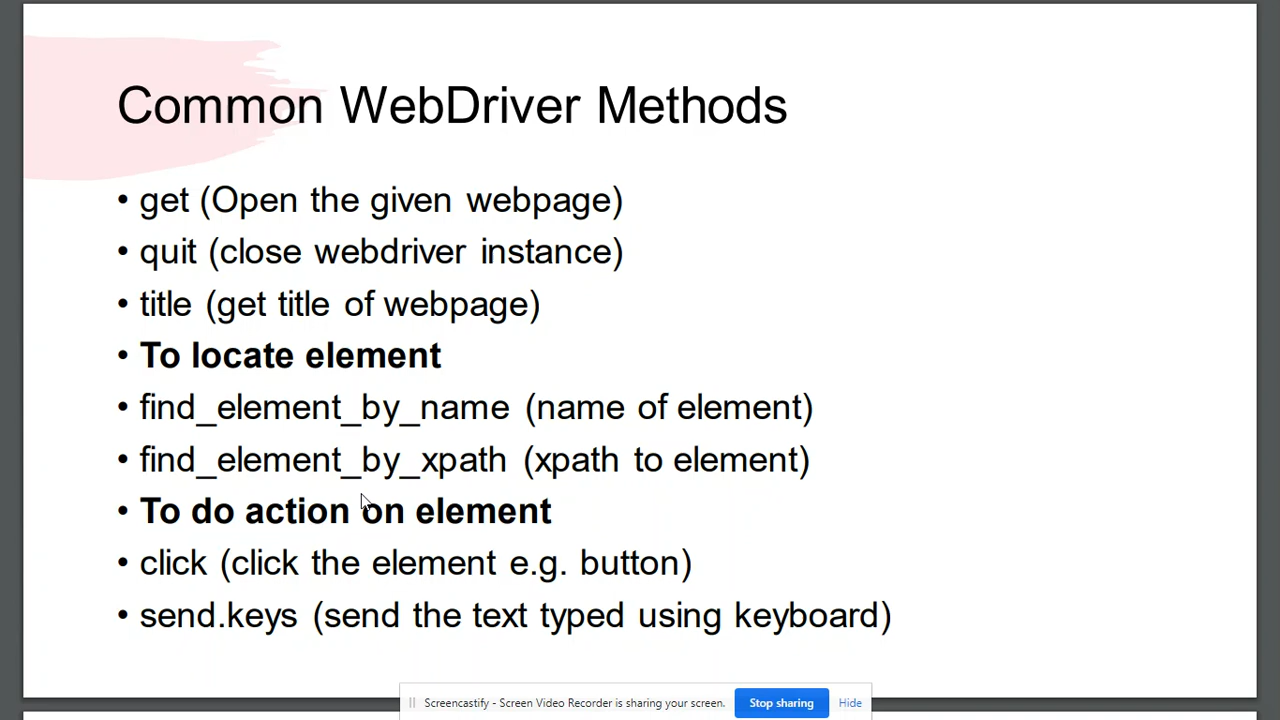 Common WebDriver Methods
• get (Open the given webpage)
• quit (close webdriver instance)
• title (get title of webpage)
• To locate element
• find_element_by_name (name of element)
• find_element_by_xpath (xpath to element)
• To do action on element
• click (click the element e.g. button)
• send.keys (send the text typed using keyboard)
Screencastify - Screen Video Recorder is sharing your screen. Stop sharing Hide